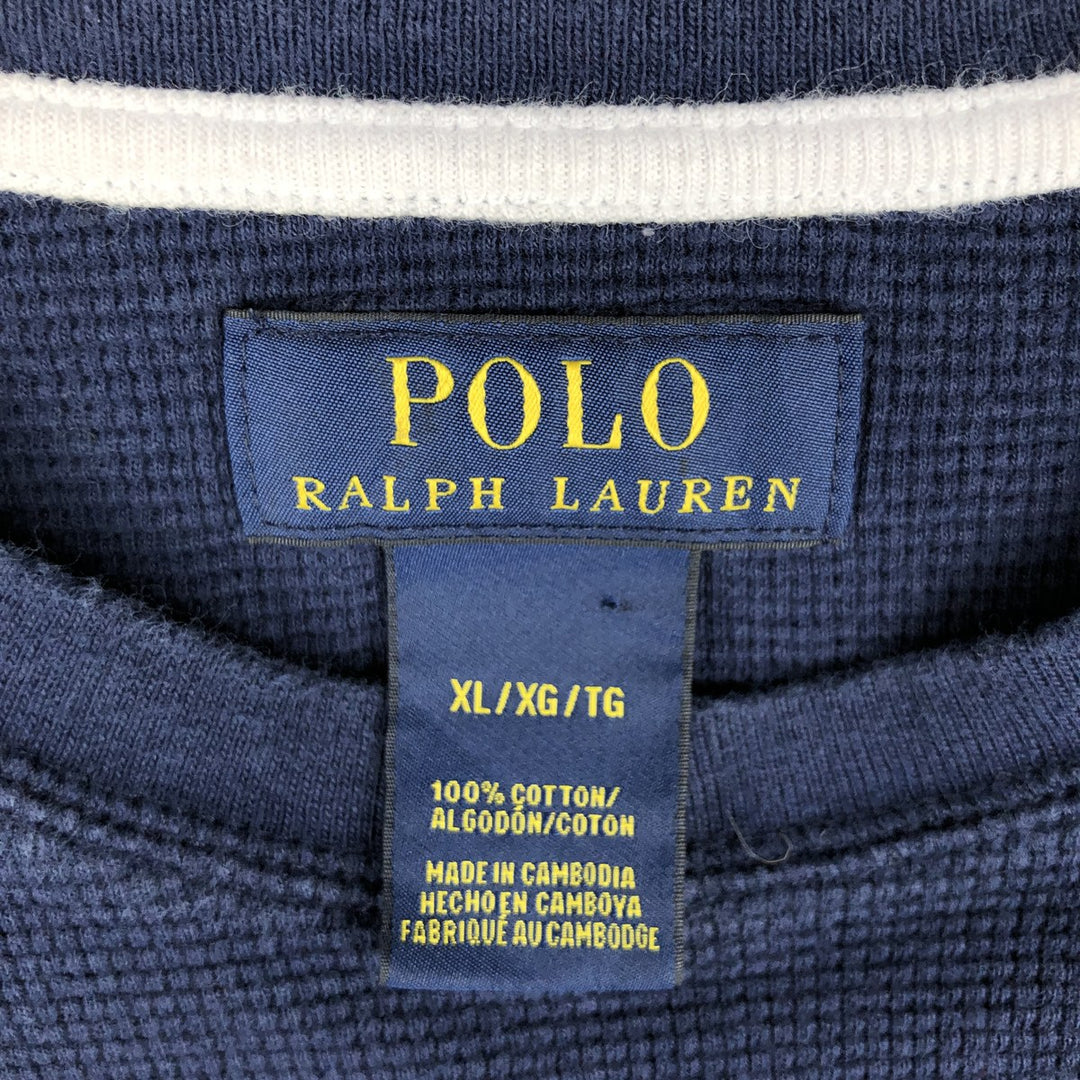 POLO
RALPH LAUREN
XL/XG/TG
100% COTTON/
ALGODÓN/COTON
MADE IN CAMBODIA
HECHO EN CAMBOYA
FABRIQUÉ AU CAMBODGE